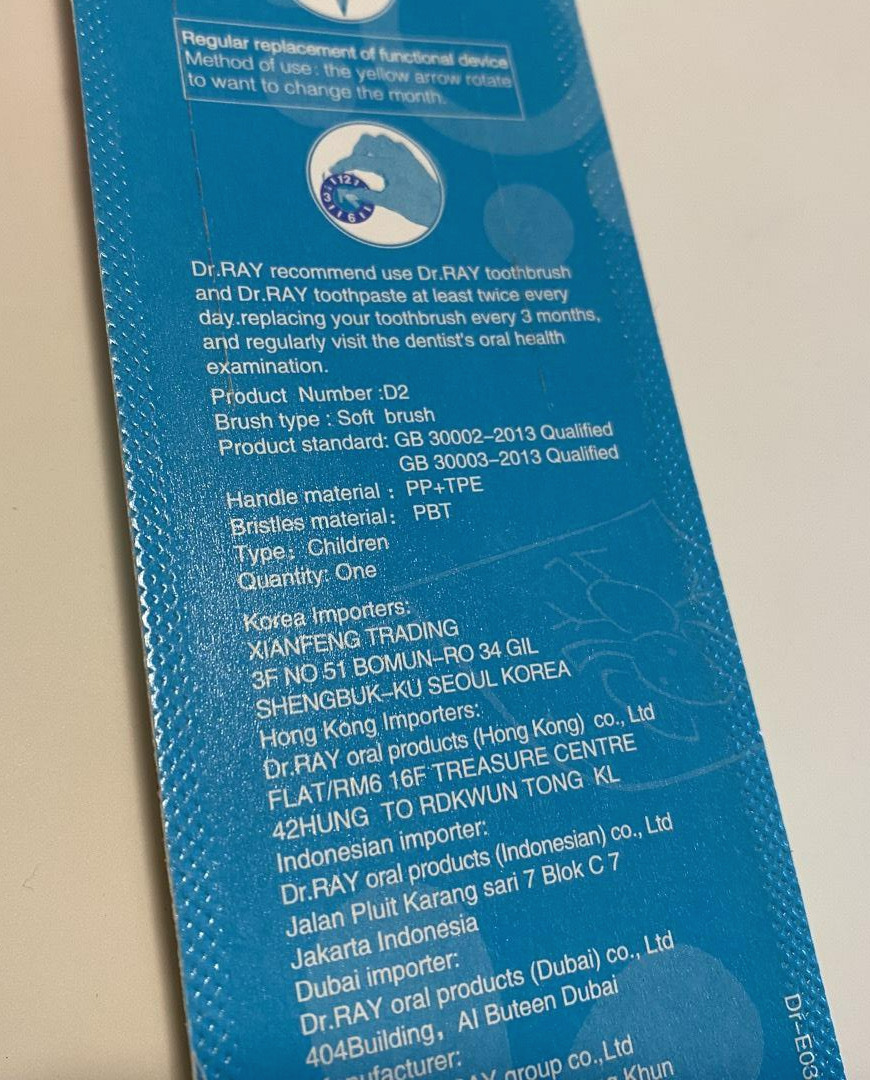 Regular replacement of functional device
Method of use : the yellow arrow rotate
to want to change the month.
12
3
6
Dr.RAY recommend use Dr.RAY toothbrush
and Dr.RAY toothpaste at least twice every
day.replacing your toothbrush every 3 months,
and regularly visit the dentist's oral health
examination.
Product Number :D2
Brush type : Soft brush
Product standard: GB 30002-2013 Qualified
GB 30003-2013 Qualified
Handle material : PP+TPE
Bristles material: PBT
Type: Children
Quantity: One
Korea Importers:
XIANFENG TRADING
3F NO 51 BOMUN-RO 34 GIL
SHENGBUK-KU SEOUL KOREA
Hong Kong Importers:
Dr.RAY oral products (Hong Kong) co., Ltd
FLAT/RM6 16F TREASURE CENTRE
42HUNG TO RDKWUN TONG KL
Indonesian importer:
Dr.RAY oral products (Indonesian) co., Ltd
Jalan Pluit Karang sari 7 Blok C 7
Jakarta Indonesia
Dubai importer:
Dr.RAY oral products (Dubai) co., Ltd
404Building, Al Buteen Dubai
group co.,Ltd
Khun
Dr-E03